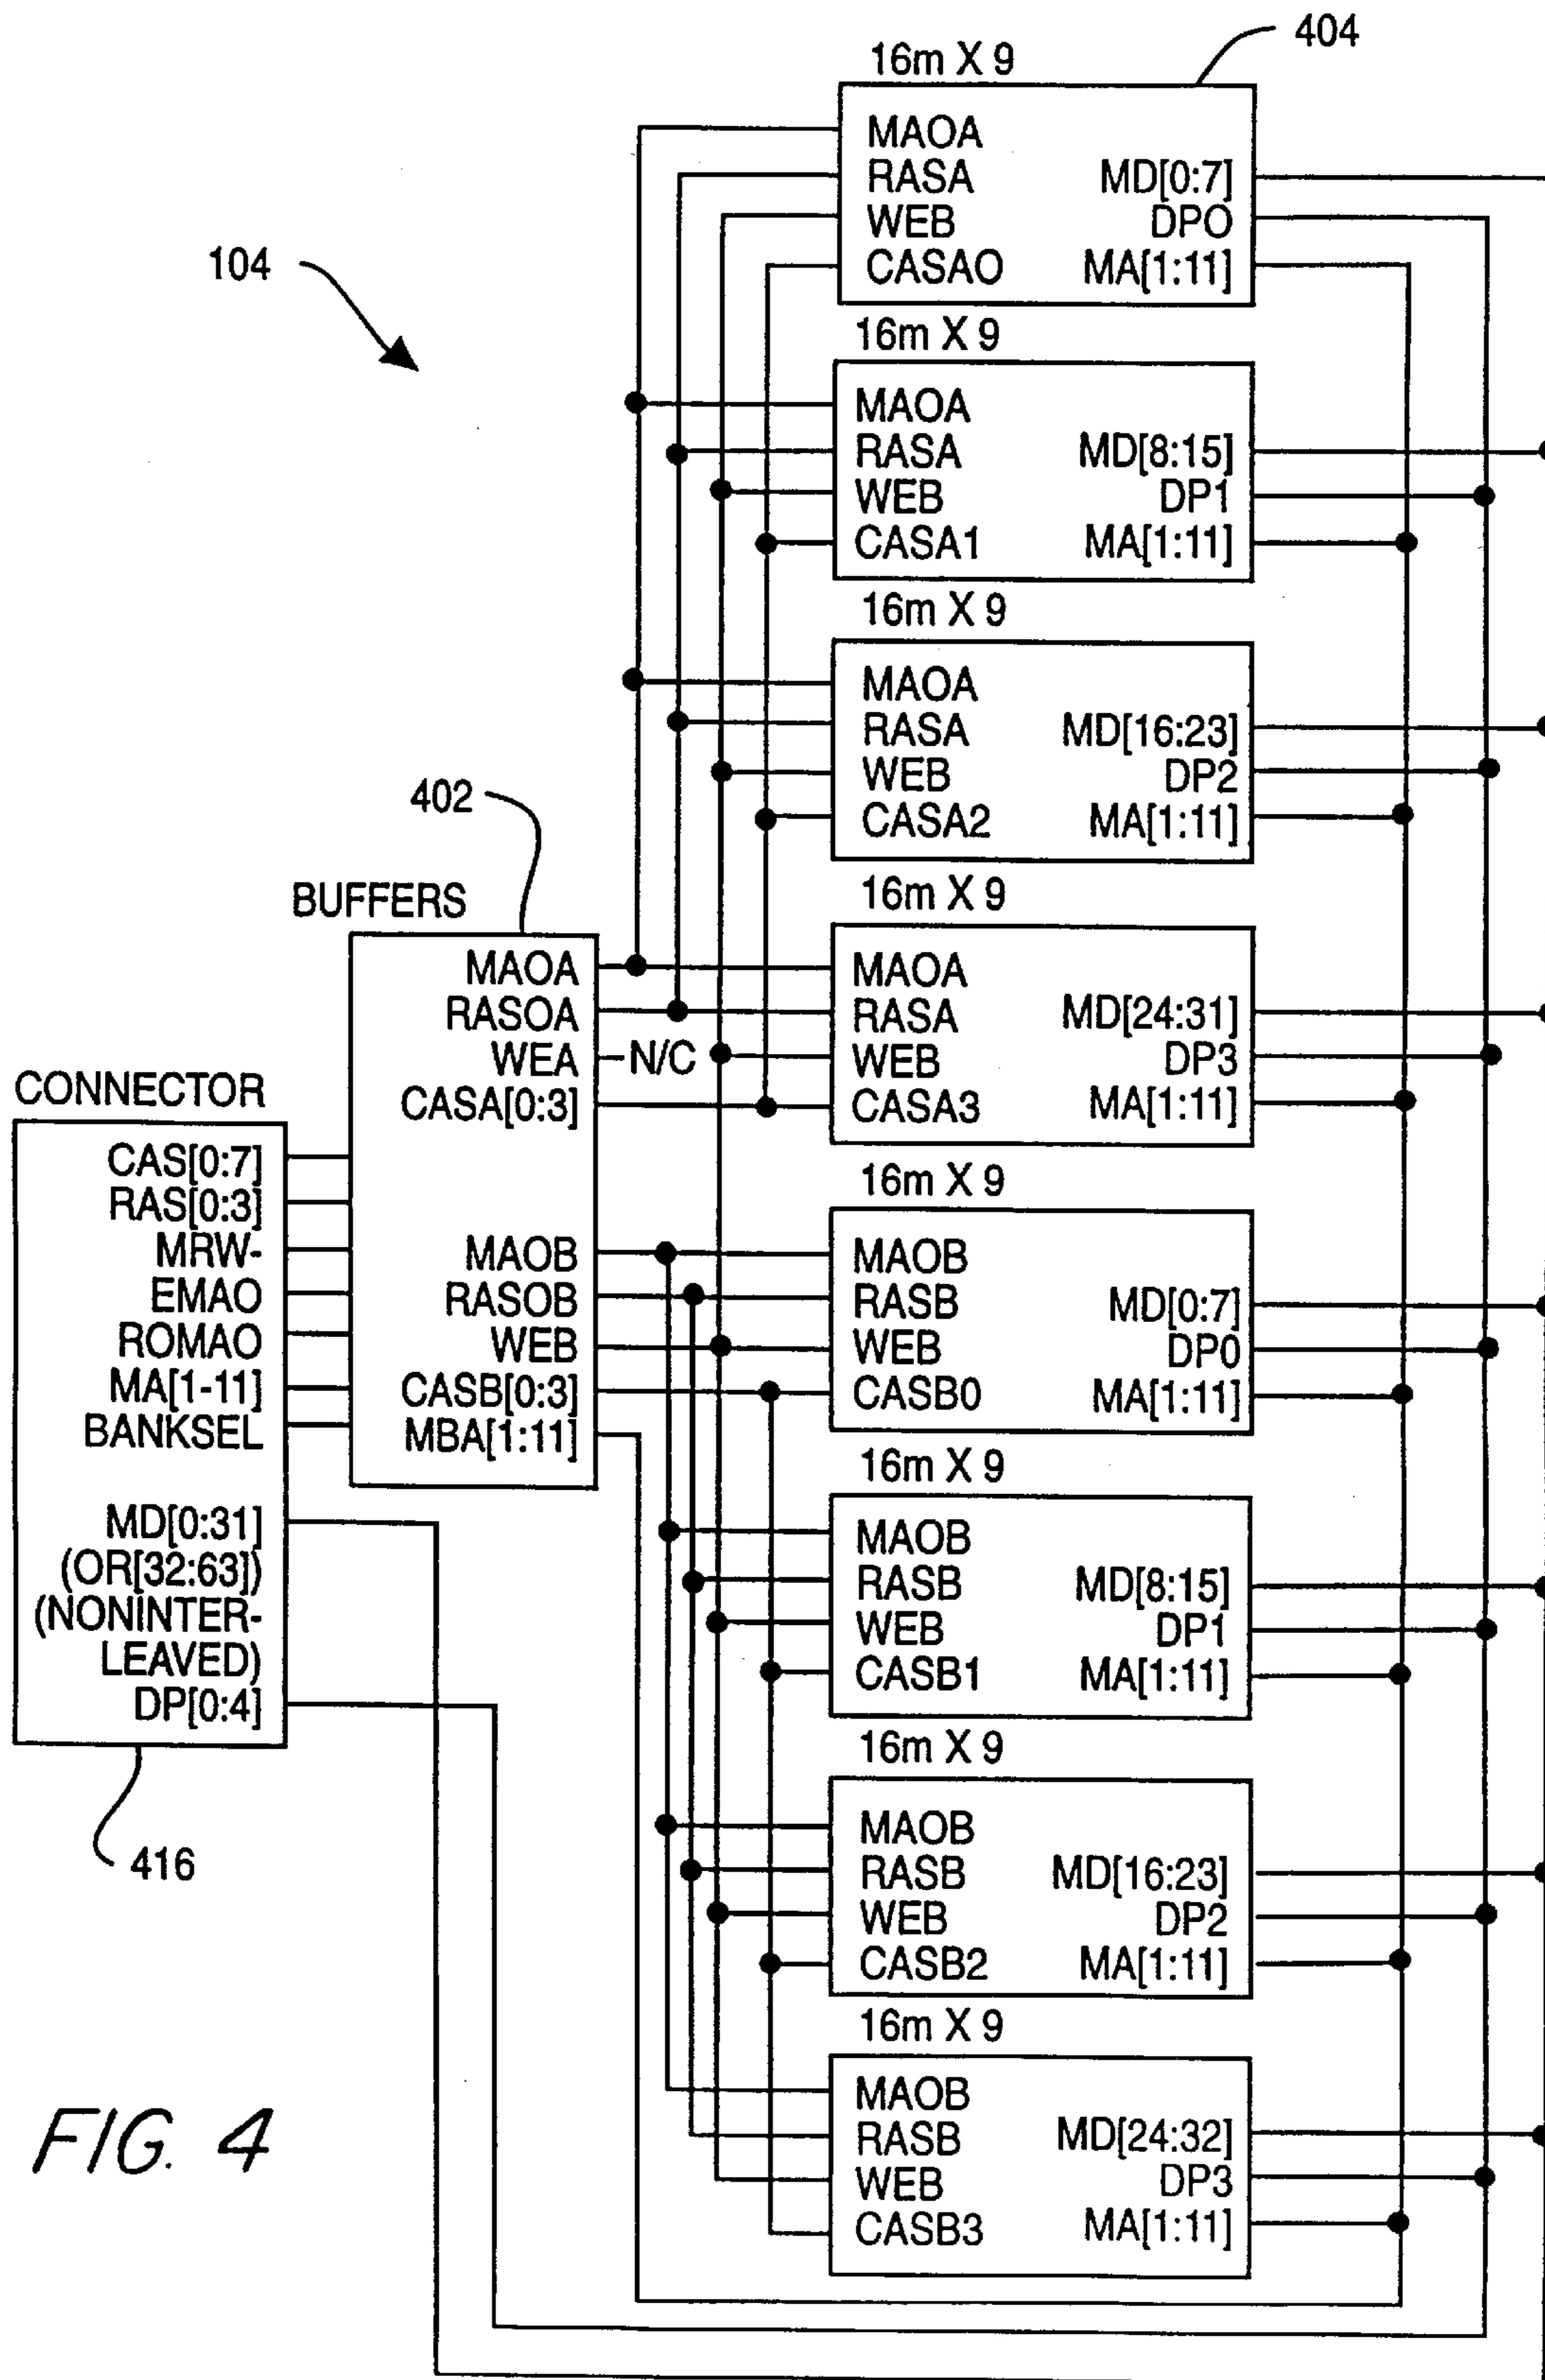 404
16m X 9
MAOA
RASA
WEB
CASAO
MD[0:7]
DPO
MA[1:11]
104
16m X 9
MAOA
RASA
WEB
CASA1
MD[8:15]
DP1
MA[1:11]
16m X 9
MAOA
RASA
WEB
CASA2
MD[16:23]
DP2
MA[1:11]
16m X 9
MAOA
RASA
WEB
CASA3
MD[24:31]
DP3
MA[1:11]
402
BUFFERS
MAOA
RASOA
WEA
N/C
CASA[0:3]
MAOB
RASOB
WEB
CASB[0:3]
MBA[1:11]
CONNECTOR
CAS[0:7]
RAS[0:3]
MRW-
EMAO
ROMAO
MA[1-11]
BANKSEL
MD[0:31]
(OR[32:63])
(NONINTER-
LEAVED)
DP[0:4]
416
16m X 9
MAOB
RASB
WEB
CASB0
MD[0:7]
DP0
MA[1:11]
16m X 9
MAOB
RASB
WEB
CASB1
MD[8:15]
DP1
MA[1:11]
16m X 9
MAOB
RASB
WEB
CASB2
MD[16:23]
DP2
MA[1:11]
16m X 9
MAOB
RASB
WEB
CASB3
MD[24:32]
DP3
MA[1:11]
FIG. 4